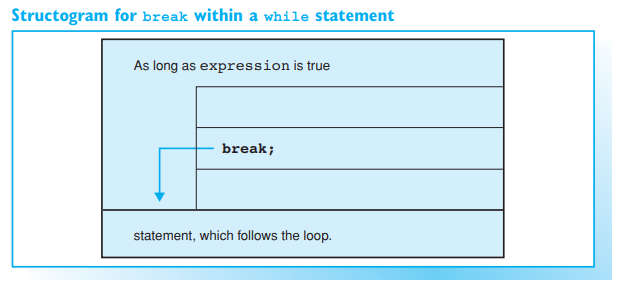 Structogram for break within a while statement
As long as expression is true
break;
statement, which follows the loop.